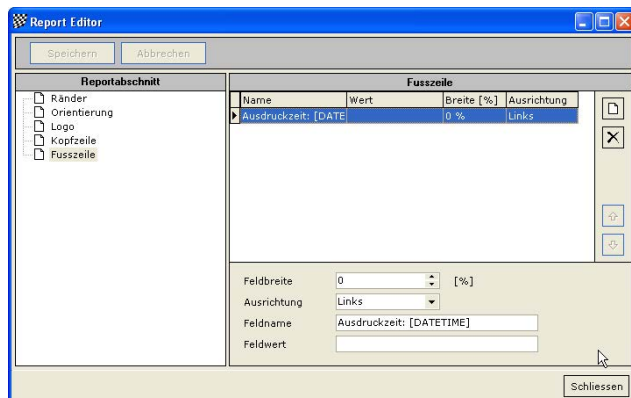 Report Editor
Speichern Abbrechen
Reportabschnitt
Ränder
Orientierung
Logo
Kopfzeile
Fusszeile
Fusszeile
Name Wert Breite [%] Ausrichtung
Ausdruckzeit: [DATE 0 % Links
Feldbreite 0 [%]
Ausrichtung Links
Feldname Ausdruckzeit: [DATETIME]
Feldwert
Schliessen